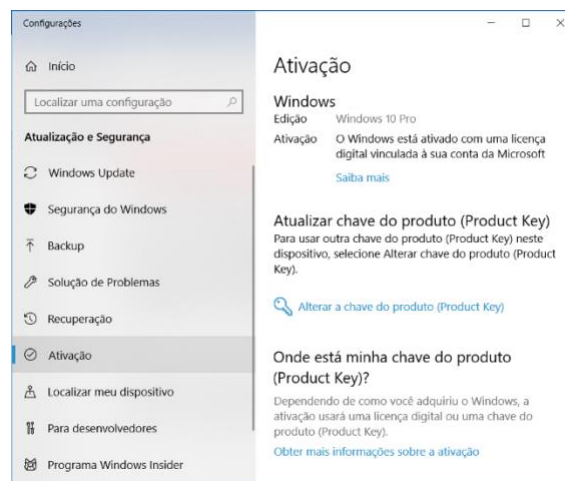 Configurações
Início
Localizar uma configuração
Atualização e Segurança
Windows Update
Segurança do Windows
Backup
Solução de Problemas
Recuperação
Ativação
Localizar meu dispositivo
Para desenvolvedores
Programa Windows Insider
Ativação
Windows
Edição Windows 10 Pro
Ativação O Windows está ativado com uma licença
digital vinculada à sua conta da Microsoft
Saiba mais
Atualizar chave do produto (Product Key)
Para usar outra chave do produto (Product Key) neste
dispositivo, selecione Alterar chave do produto (Product
Key).
Alterar a chave do produto (Product Key)
Onde está minha chave do produto
(Product Key)?
Dependendo de como você adquiriu o Windows, a
ativação usará uma licença digital ou uma chave do
produto (Product Key).
Obter mais informações sobre a ativação